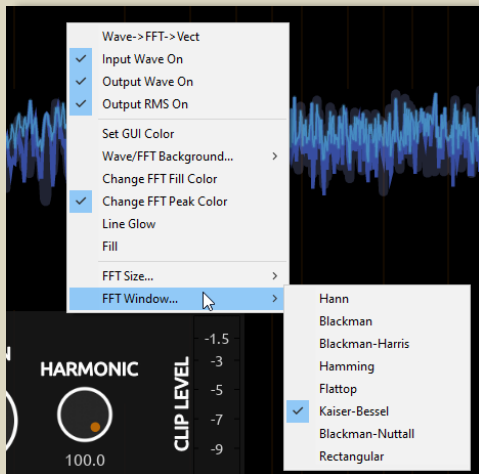 Wave->FFT->Vect
Input Wave On
Output Wave On
Output RMS On
Set GUI Color
Wave/FFT Background...
Change FFT Fill Color
Change FFT Peak Color
Line Glow
Fill
FFT Size...
FFT Window...
Hann
Blackman
Blackman-Harris
Hamming
Flattop
Kaiser-Bessel
Blackman-Nuttall
Rectangular
HARMONIC
100.0
CLIP LEVEL
-1.5
-3
-5
-7
-9